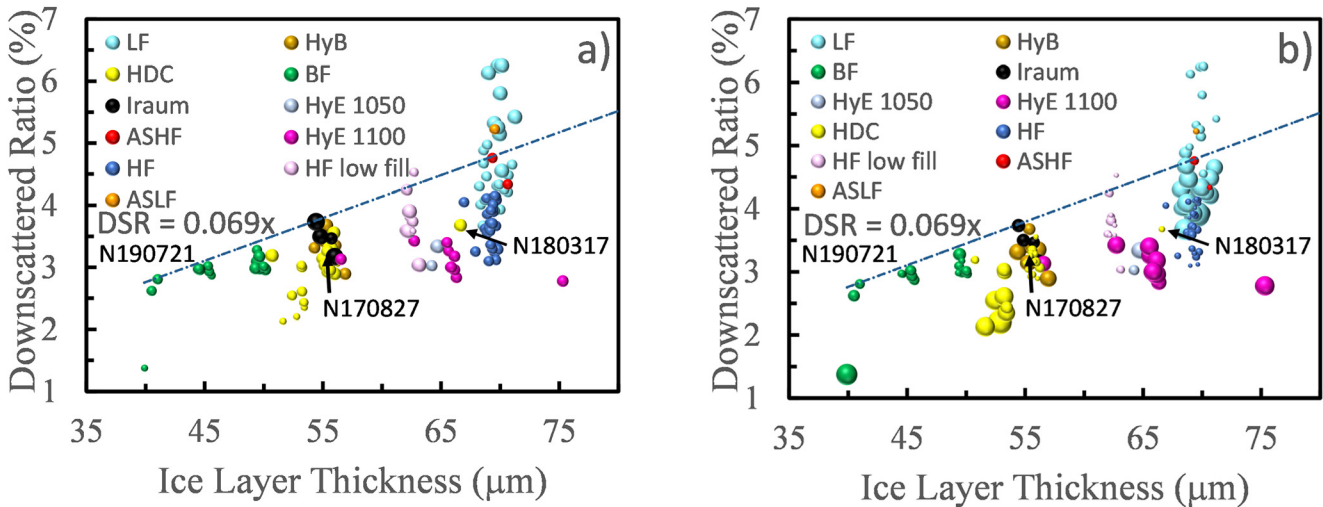 7
6
5
4
3
2
1
Downscattered Ratio (%)
a)
LF
HyB
HDC
BF
Iraum
HyE 1050
ASHF
HyE 1100
HF
HF low fill
ASLF
DSR = 0.069x
N190721
N180317
N170827
35
45
55
65
75
Ice Layer Thickness (μm)
7
6
5
4
3
2
1
Downscattered Ratio (%)
b)
LF
HyB
BF
Iraum
HyE 1050
HyE 1100
HDC
HF
HF low fill
ASHF
ASLF
DSR = 0.069x
N190721
N180317
N170827
35
45
55
65
75
Ice Layer Thickness (μm)